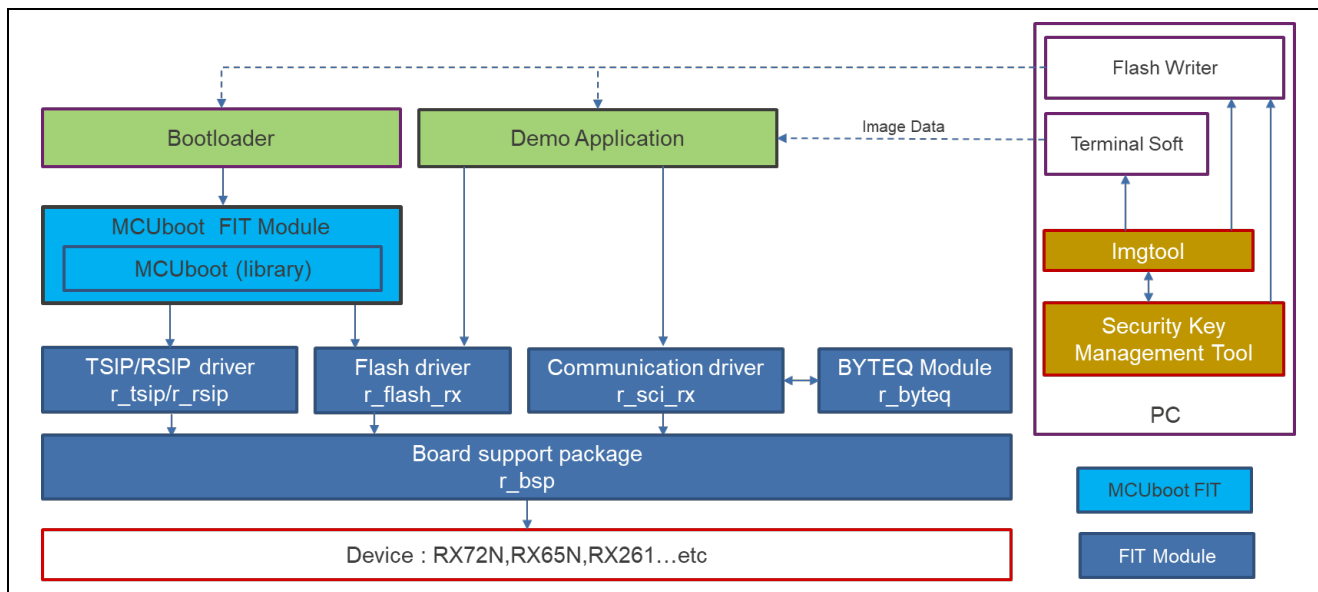 Flash Writer
Bootloader
Demo Application
Image Data
Terminal Soft
MCUboot FIT Module
MCUboot (library)
Imgtool
Security Key
Management Tool
TSIP/RSIP driver
r_tsip/r_rsip
Flash driver
r_flash_rx
Communication driver
r_sci_rx
BYTEQ Module
r_byteq
PC
Board support package
r_bsp
MCUboot FIT
Device : RX72N,RX65N,RX261...etc
FIT Module